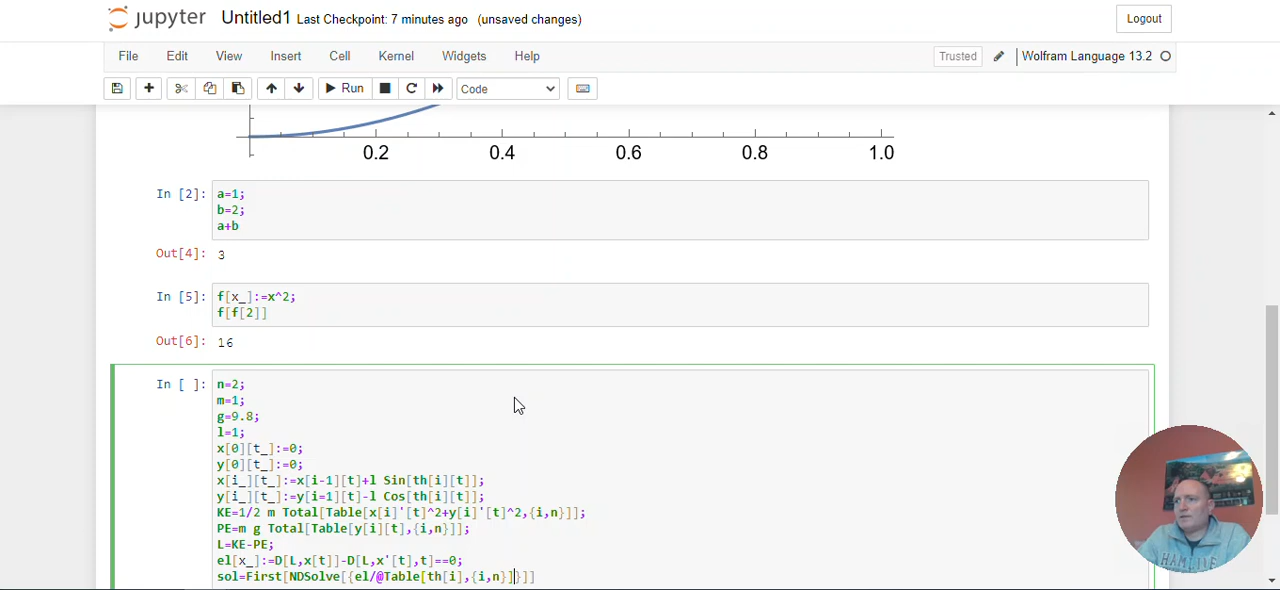 jupyter Untitled1 Last Checkpoint: 7 minutes ago (unsaved changes)
Logout
File Edit View Insert Cell Kernel Widgets Help
Trusted Wolfram Language 13.2
Run Code
0.2 0.4 0.6 0.8 1.0
In [2]: a=1;
b=2;
a+b
Out[4]: 3
In [5]: f[x_]:=x^2;
f[f[2]]
Out[6]: 16
In [ ]: n=2;
m=1;
g=9.8;
l=1;
x[0][t_]:=0;
y[0][t_]:=0;
x[i_][t_]:=x[i-1][t]+l Sin[th[i][t]];
y[i_][t_]:=y[i=1][t]-l Cos[th[i][t]];
KE=1/2 m Total[Table[x[i]'[t]^2+y[i]'[t]^2,{i,n}]];
PE=m g Total[Table[y[i][t],{i,n}]];
L=KE-PE;
el[x_]:=D[L,x[t]]-D[L,x'[t],t]==0;
sol=First[NDSolve[{el/@Table[th[i],{i,n}]}]]
HAMLINE